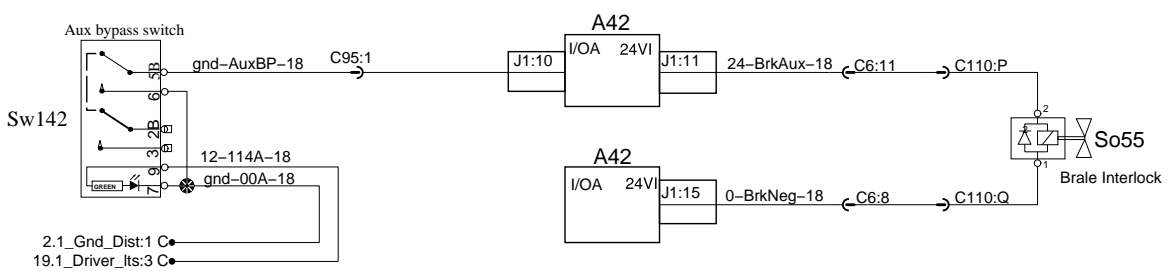 Aux bypass switch
Sw142
5B
6
2B
3
9
7
GREEN
gnd–AuxBP–18
C95:1
12–114A–18
gnd–00A–18
2.1_Gnd_Dist:1 C
19.1_Driver_lts:3 C
A42
I/OA
24VI
J1:10
J1:11
24–BrkAux–18
C6:11
C110:P
A42
I/OA
24VI
J1:15
0–BrkNeg–18
C6:8
C110:Q
2
1
So55
Brale Interlock